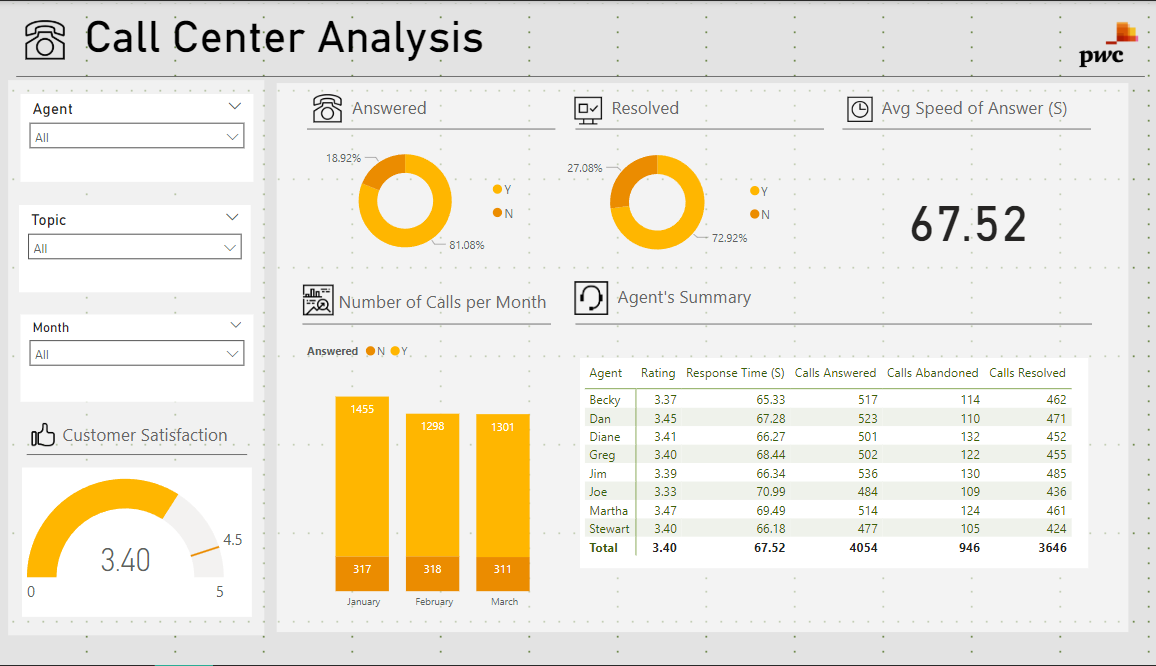 Call Center Analysis
pwc
Agent
All
Topic
All
Month
All
Customer Satisfaction
3.40
4.5
0
5
Answered
18.92%
81.08%
Y
N
Resolved
27.08%
72.92%
Y
N
Avg Speed of Answer (S)
67.52
Number of Calls per Month
Answered N Y
1455 1298 1301
317 318 311
January February March
Agent's Summary
Agent Rating Response Time (S) Calls Answered Calls Abandoned Calls Resolved
Becky 3.37 65.33 517 114 462
Dan 3.45 67.28 523 110 471
Diane 3.41 66.27 501 132 452
Greg 3.40 68.44 502 122 455
Jim 3.39 66.34 536 130 485
Joe 3.33 70.99 484 109 436
Martha 3.47 69.49 514 124 461
Stewart 3.40 66.18 477 105 424
Total 3.40 67.52 4054 946 3646